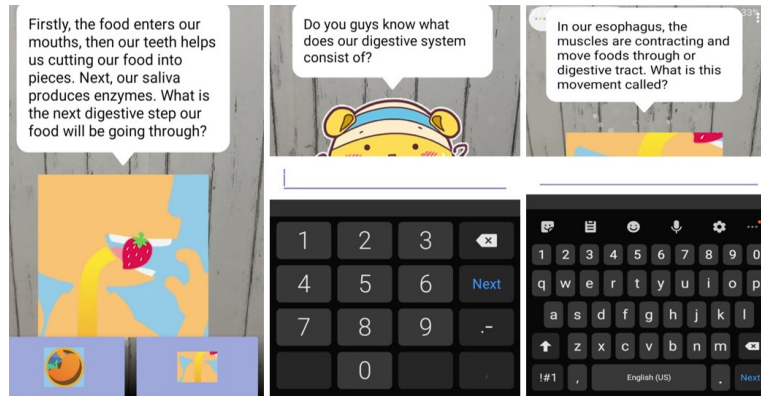 Firstly, the food enters our
mouths, then our teeth helps
us cutting our food into
pieces. Next, our saliva
produces enzymes. What is
the next digestive step our
food will be going through?
Do you guys know what
does our digestive system
consist of?
1 2 3
4 5 6 Next
7 8 9 .-
0 ,
33%
In our esophagus, the
muscles are contracting and
move foods through or
digestive tract. What is this
movement called?
1 2 3 4 5 6 7 8 9 0
q w e r t y u i o p
a s d f g h j k l
z x c v b n m
!#1 , English (US) . Next